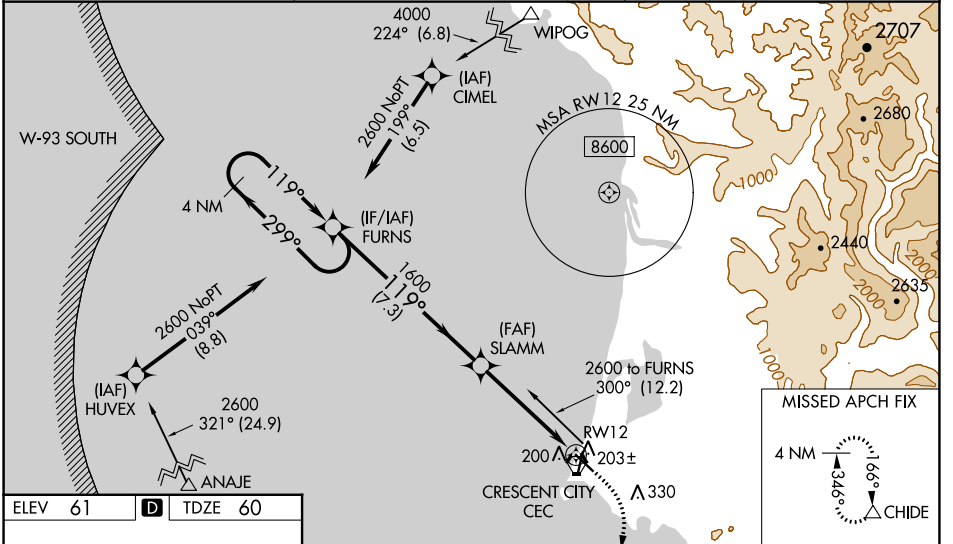 4000
224° (6.8)
WIPOG
(IAF)
CIMEL
2600 NoPT
199°
(6.5)
2707
2680
MSA RW12 25 NM
8600
1000
W-93 SOUTH
4 NM
119°
299°
(IF/IAF)
FURNS
2440
2000
2635
2000
1600
119°
(7.3)
2600 NoPT
039°
(8.8)
(FAF)
SLAMM
1000
(IAF)
HUVEX
2600
321° (24.9)
2600 to FURNS
300° (12.2)
RW12
200
203±
CRESCENT CITY
CEC
330
ANAJE
MISSED APCH FIX
4 NM
166°
346°
CHIDE
ELEV 61 D TDZE 60